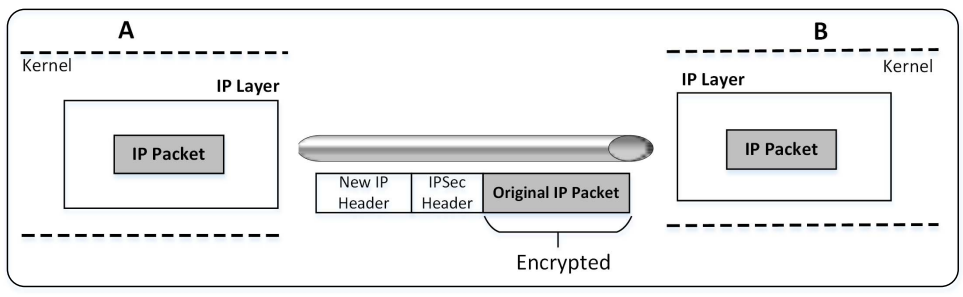 A
Kernel
IP Layer
IP Packet
B
Kernel
IP Layer
IP Packet
New IP
Header
IPSec
Header
Original IP Packet
Encrypted